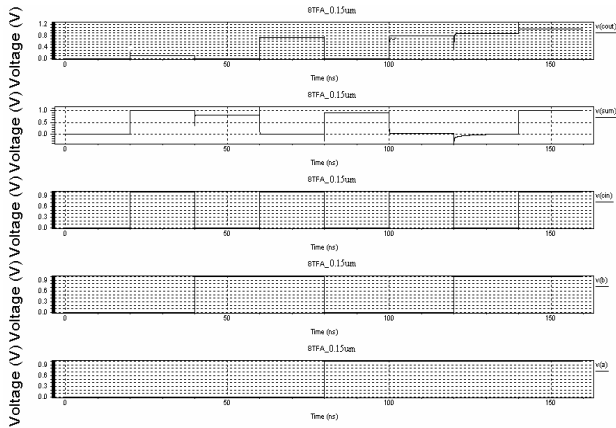 8TFA_0.15um
Voltage (V)
1.2
0.8
0.4
0.0
v(cout)
0
50
100
150
Time (ns)
8TFA_0.15um
Voltage (V)
1.0
0.5
0.0
v(sum)
0
50
100
150
Time (ns)
8TFA_0.15um
Voltage (V)
0.9
0.6
0.3
0.0
v(cin)
0
50
100
150
Time (ns)
8TFA_0.15um
Voltage (V)
0.9
0.6
0.3
0.0
v(b)
0
50
100
150
Time (ns)
8TFA_0.15um
Voltage (V)
0.9
0.6
0.3
0.0
v(a)
0
50
100
150
Time (ns)